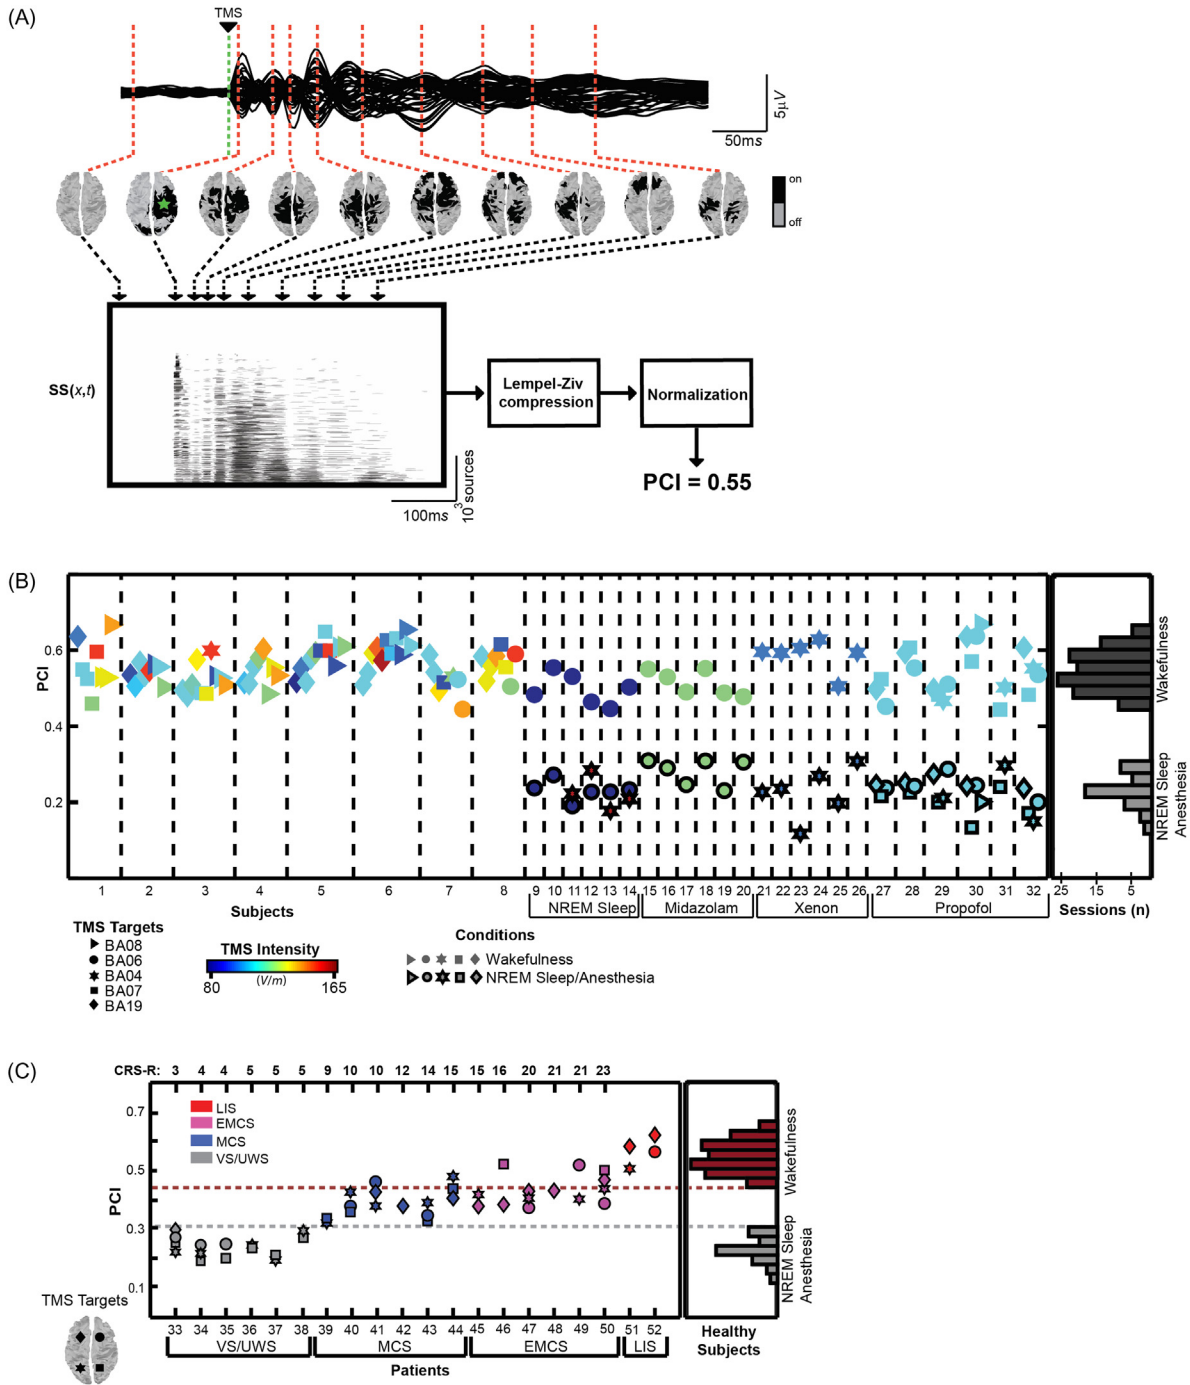 (A)
TMS
5µV
50ms
on
off
SS(x,t)
Lempel-Ziv
compression
Normalization
PCI = 0.55
100ms
10³ sources
(B)
PCI
0.6
0.4
0.2
Wakefulness
NREM Sleep
Anesthesia
1 2 3 4 5 6 7 8 9 10 11 12 13 14 15 16 17 18 19 20 21 22 23 24 25 26 27 28 29 30 31 32
25 15 5
Subjects
NREM Sleep
Midazolam
Xenon
Propofol
Sessions (n)
TMS Targets
BA08
BA06
BA04
BA07
BA19
TMS Intensity
(V/m)
80
165
Conditions
Wakefulness
NREM Sleep/Anesthesia
(C)
CRS-R: 3 4 4 5 5 5 9 10 10 12 14 15 15 16 20 21 21 23
PCI
0.7
0.5
0.3
0.1
LIS
EMCS
MCS
VS/UWS
Wakefulness
NREM Sleep
Anesthesia
33 34 35 36 37 38 39 40 41 42 43 44 45 46 47 48 49 50 51 52
VS/UWS
MCS
EMCS
LIS
Patients
Healthy
Subjects
TMS Targets